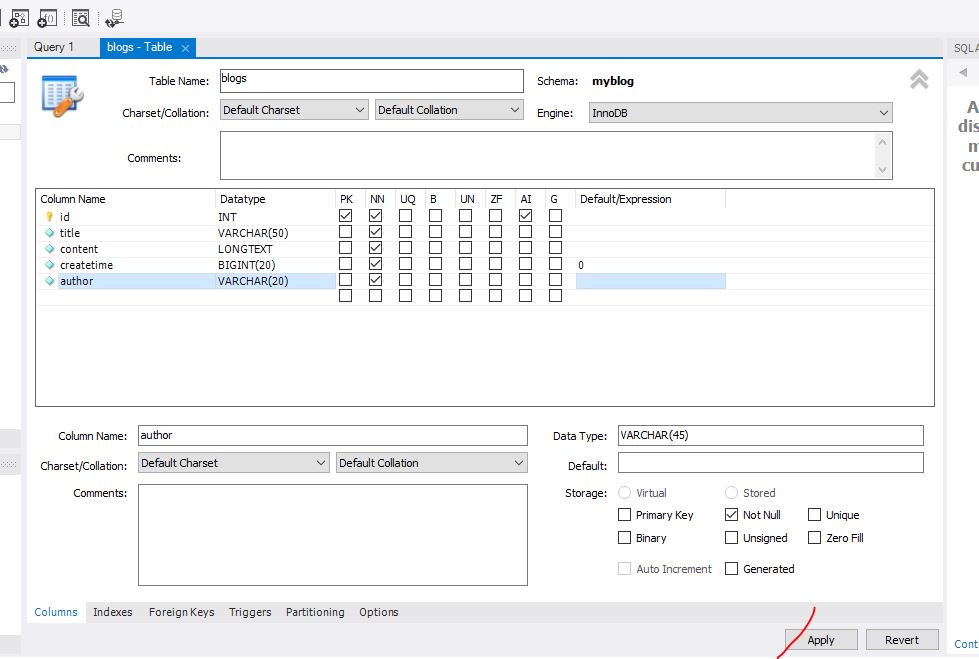 Query 1
blogs - Table
SQLA
Table Name: blogs Schema: myblog
Charset/Collation: Default Charset Default Collation Engine: InnoDB
Comments:
Column Name Datatype PK NN UQ B UN ZF AI G Default/Expression
id INT
title VARCHAR(50)
content LONGTEXT
createtime BIGINT(20) 0
author VARCHAR(20)
Column Name: author Data Type: VARCHAR(45)
Charset/Collation: Default Charset Default Collation Default:
Comments: Storage: Virtual Stored
Primary Key Not Null Unique
Binary Unsigned Zero Fill
Auto Increment Generated
Columns Indexes Foreign Keys Triggers Partitioning Options
Apply Revert
A
dis
m
cu
Cont